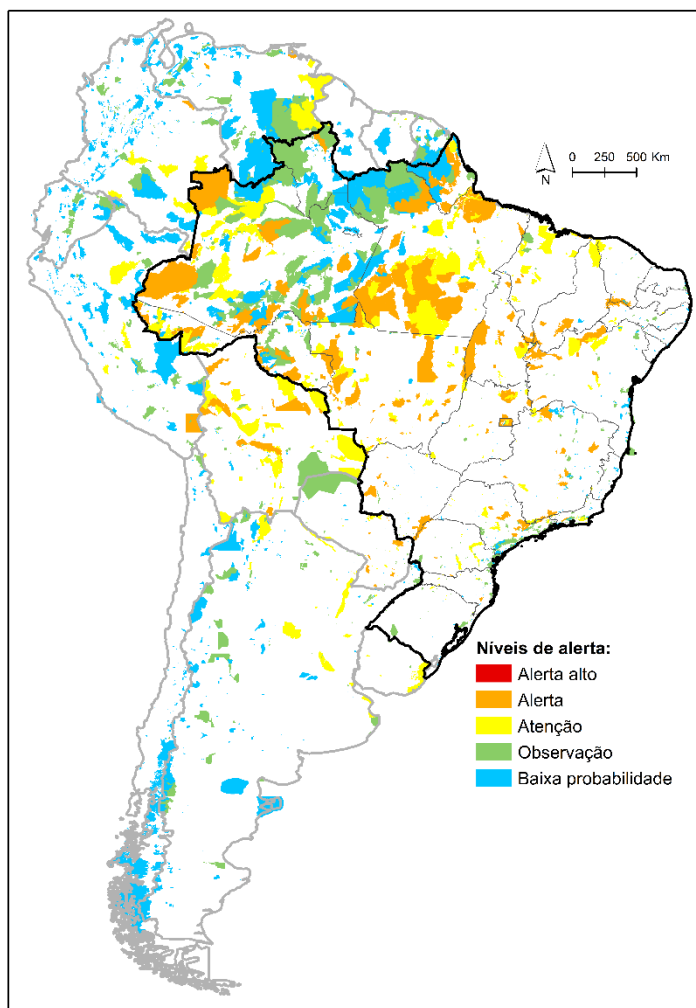 N
0 250 500 Km
Níveis de alerta:
Alerta alto
Alerta
Atenção
Observação
Baixa probabilidade